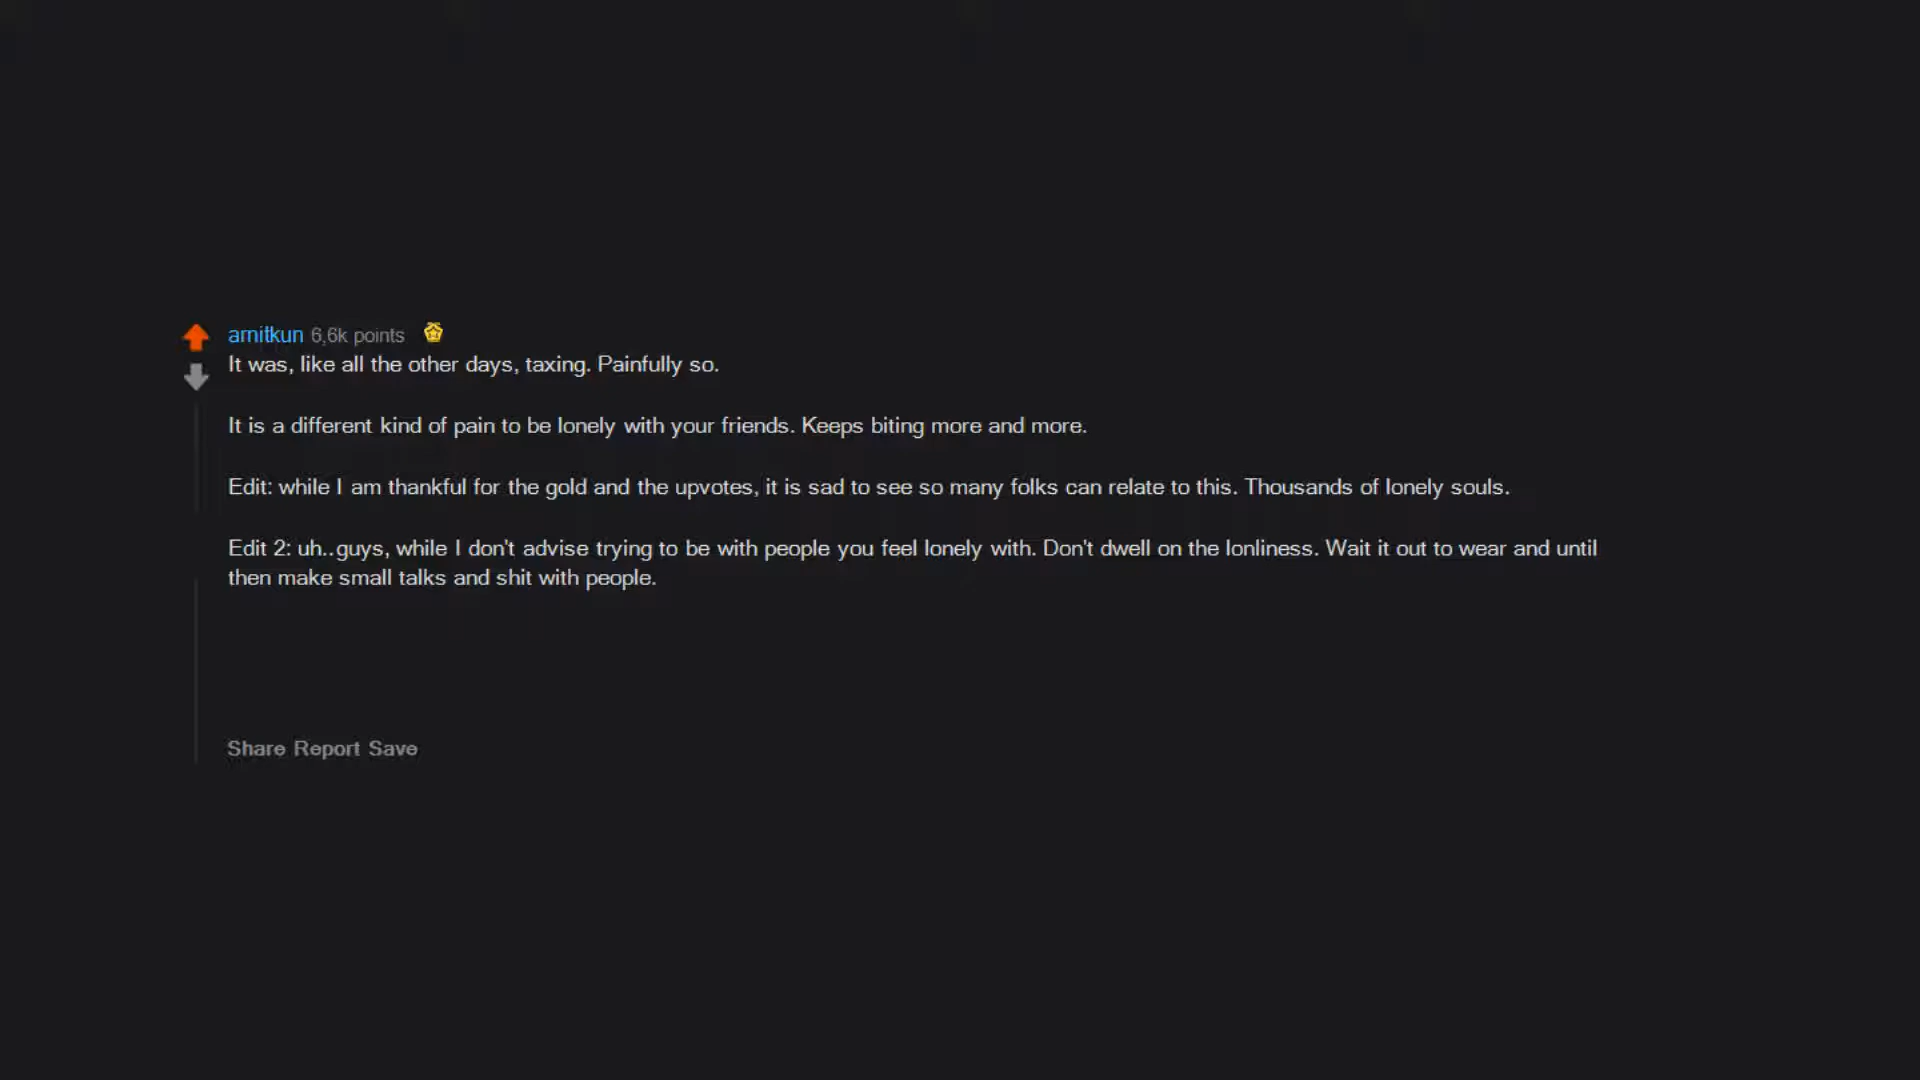 arnitkun 6,6k points
It was, like all the other days, taxing. Painfully so.
It is a different kind of pain to be lonely with your friends. Keeps biting more and more.
Edit: while I am thankful for the gold and the upvotes, it is sad to see so many folks can relate to this. Thousands of lonely souls.
Edit 2: uh..guys, while I don't advise trying to be with people you feel lonely with. Don't dwell on the lonliness. Wait it out to wear and until
then make small talks and shit with people.
Share Report Save